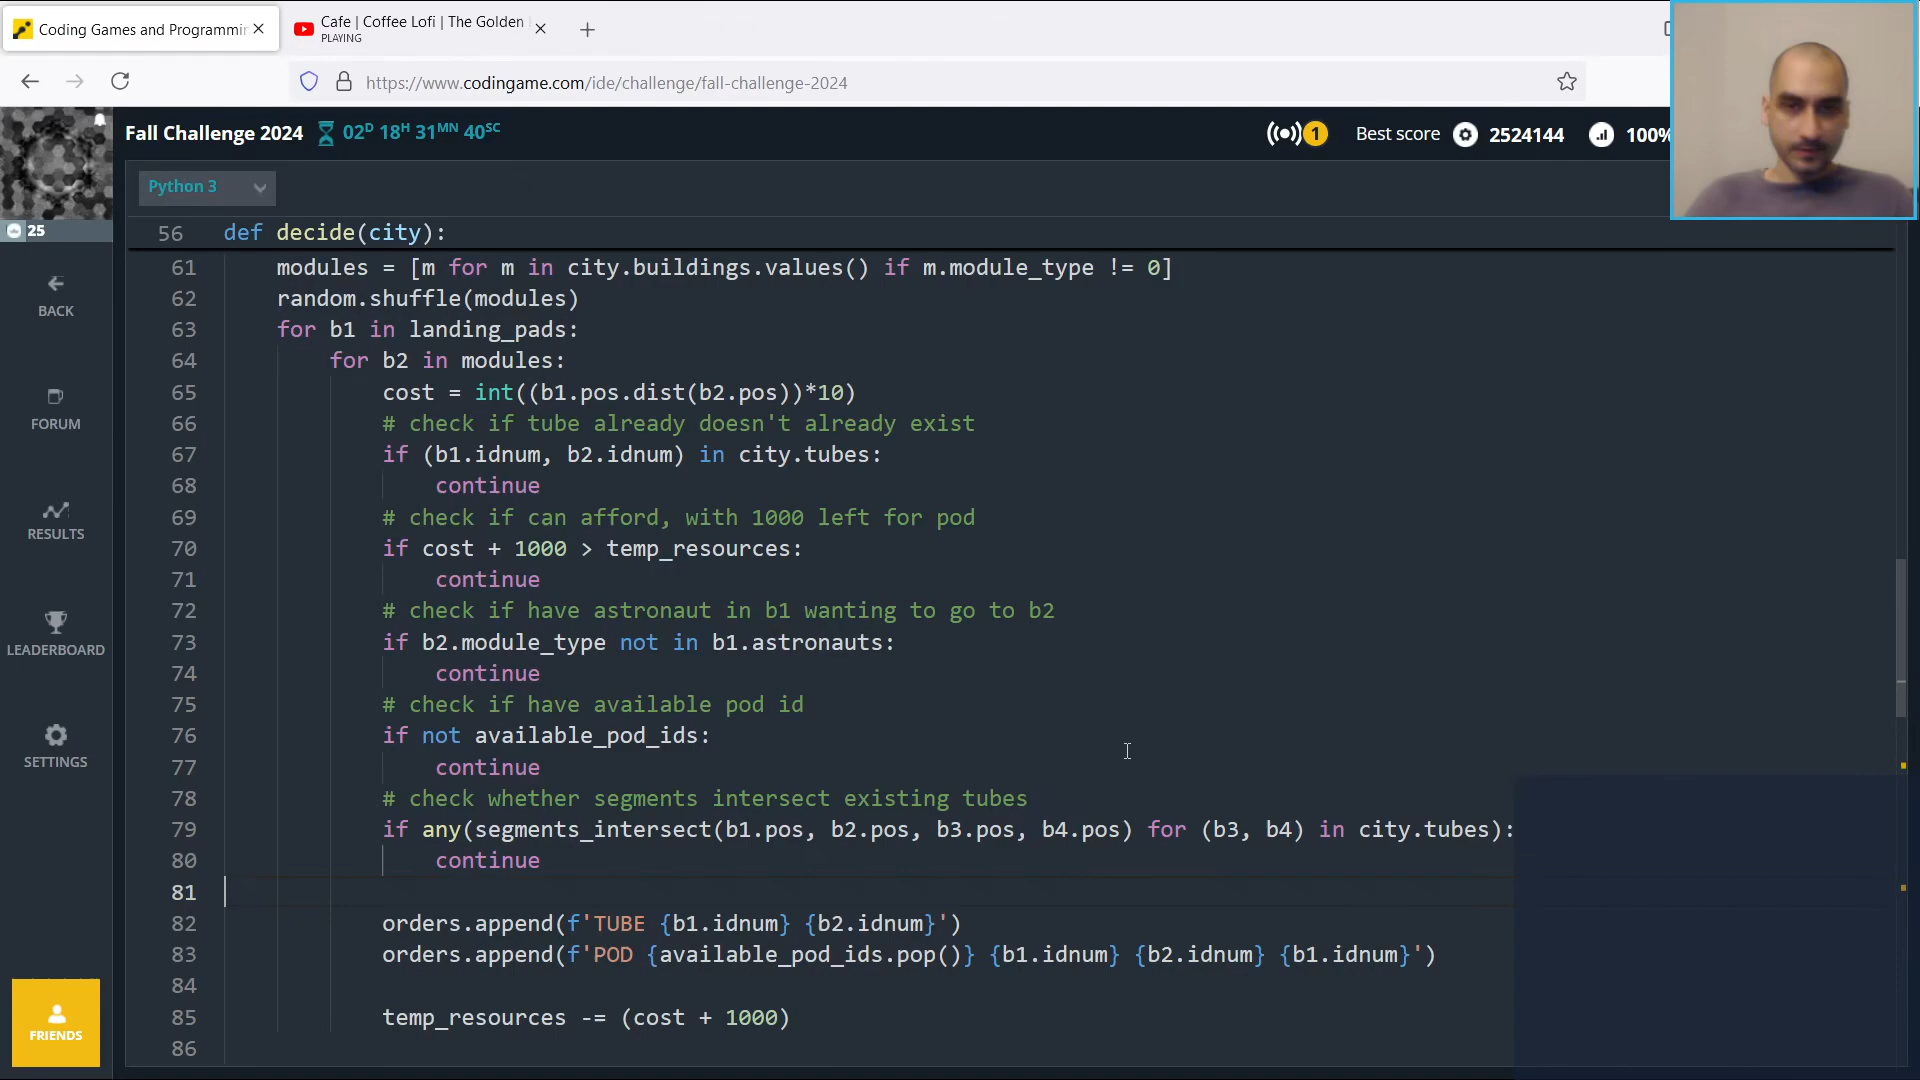 Coding Games and Programmin
Cafe | Coffee Lofi | The Golden
PLAYING
https://www.codingame.com/ide/challenge/fall-challenge-2024
Fall Challenge 2024
02D 18H 31MN 40SC
1
Best score
2524144
100%
Python 3
25
BACK
FORUM
RESULTS
LEADERBOARD
SETTINGS
FRIENDS
56 def decide(city):
61 modules = [m for m in city.buildings.values() if m.module_type != 0]
62 random.shuffle(modules)
63 for b1 in landing_pads:
64 for b2 in modules:
65 cost = int((b1.pos.dist(b2.pos))*10)
66 # check if tube already doesn't already exist
67 if (b1.idnum, b2.idnum) in city.tubes:
68 continue
69 # check if can afford, with 1000 left for pod
70 if cost + 1000 > temp_resources:
71 continue
72 # check if have astronaut in b1 wanting to go to b2
73 if b2.module_type not in b1.astronauts:
74 continue
75 # check if have available pod id
76 if not available_pod_ids:
77 continue
78 # check whether segments intersect existing tubes
79 if any(segments_intersect(b1.pos, b2.pos, b3.pos, b4.pos) for (b3, b4) in city.tubes):
80 continue
81
82 orders.append(f'TUBE {b1.idnum} {b2.idnum}')
83 orders.append(f'POD {available_pod_ids.pop()} {b1.idnum} {b2.idnum} {b1.idnum}')
84
85 temp_resources -= (cost + 1000)
86